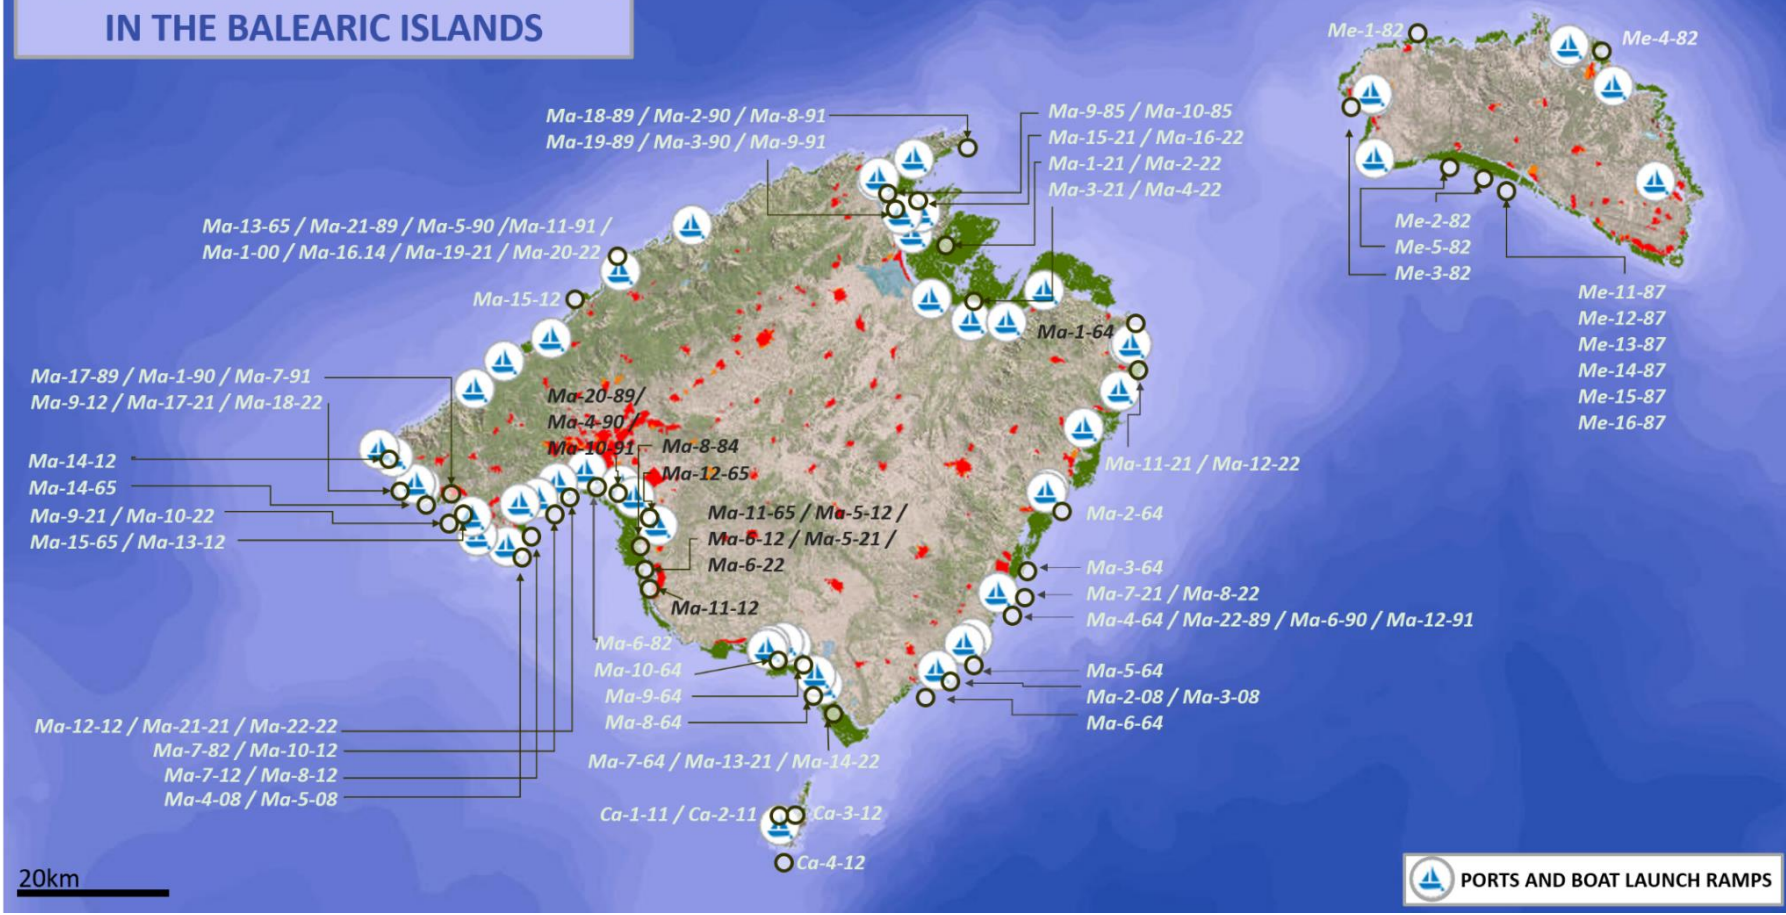 IN THE BALEARIC ISLANDS
Me-1-82
Me-4-82
Ma-18-89 / Ma-2-90 / Ma-8-91
Ma-19-89 / Ma-3-90 / Ma-9-91
Ma-9-85 / Ma-10-85
Ma-15-21 / Ma-16-22
Ma-1-21 / Ma-2-22
Ma-3-21 / Ma-4-22
Ma-13-65 / Ma-21-89 / Ma-5-90 /Ma-11-91 /
Ma-1-00 / Ma-16.14 / Ma-19-21 / Ma-20-22
Me-2-82
Me-5-82
Me-3-82
Ma-15-12
Me-11-87
Me-12-87
Me-13-87
Me-14-87
Me-15-87
Me-16-87
Ma-1-64
Ma-17-89 / Ma-1-90 / Ma-7-91
Ma-9-12 / Ma-17-21 / Ma-18-22
Ma-20-89/
Ma-4-90 /
Ma-10-91
Ma-8-84
Ma-12-65
Ma-14-12
Ma-14-65
Ma-9-21 / Ma-10-22
Ma-15-65 / Ma-13-12
Ma-11-21 / Ma-12-22
Ma-2-64
Ma-11-65 / Ma-5-12 /
Ma-6-12 / Ma-5-21 /
Ma-6-22
Ma-3-64
Ma-7-21 / Ma-8-22
Ma-4-64 / Ma-22-89 / Ma-6-90 / Ma-12-91
Ma-11-12
Ma-6-82
Ma-10-64
Ma-9-64
Ma-8-64
Ma-5-64
Ma-2-08 / Ma-3-08
Ma-6-64
Ma-12-12 / Ma-21-21 / Ma-22-22
Ma-7-82 / Ma-10-12
Ma-7-12 / Ma-8-12
Ma-4-08 / Ma-5-08
Ma-7-64 / Ma-13-21 / Ma-14-22
Ca-1-11 / Ca-2-11
Ca-3-12
Ca-4-12
20km
PORTS AND BOAT LAUNCH RAMPS